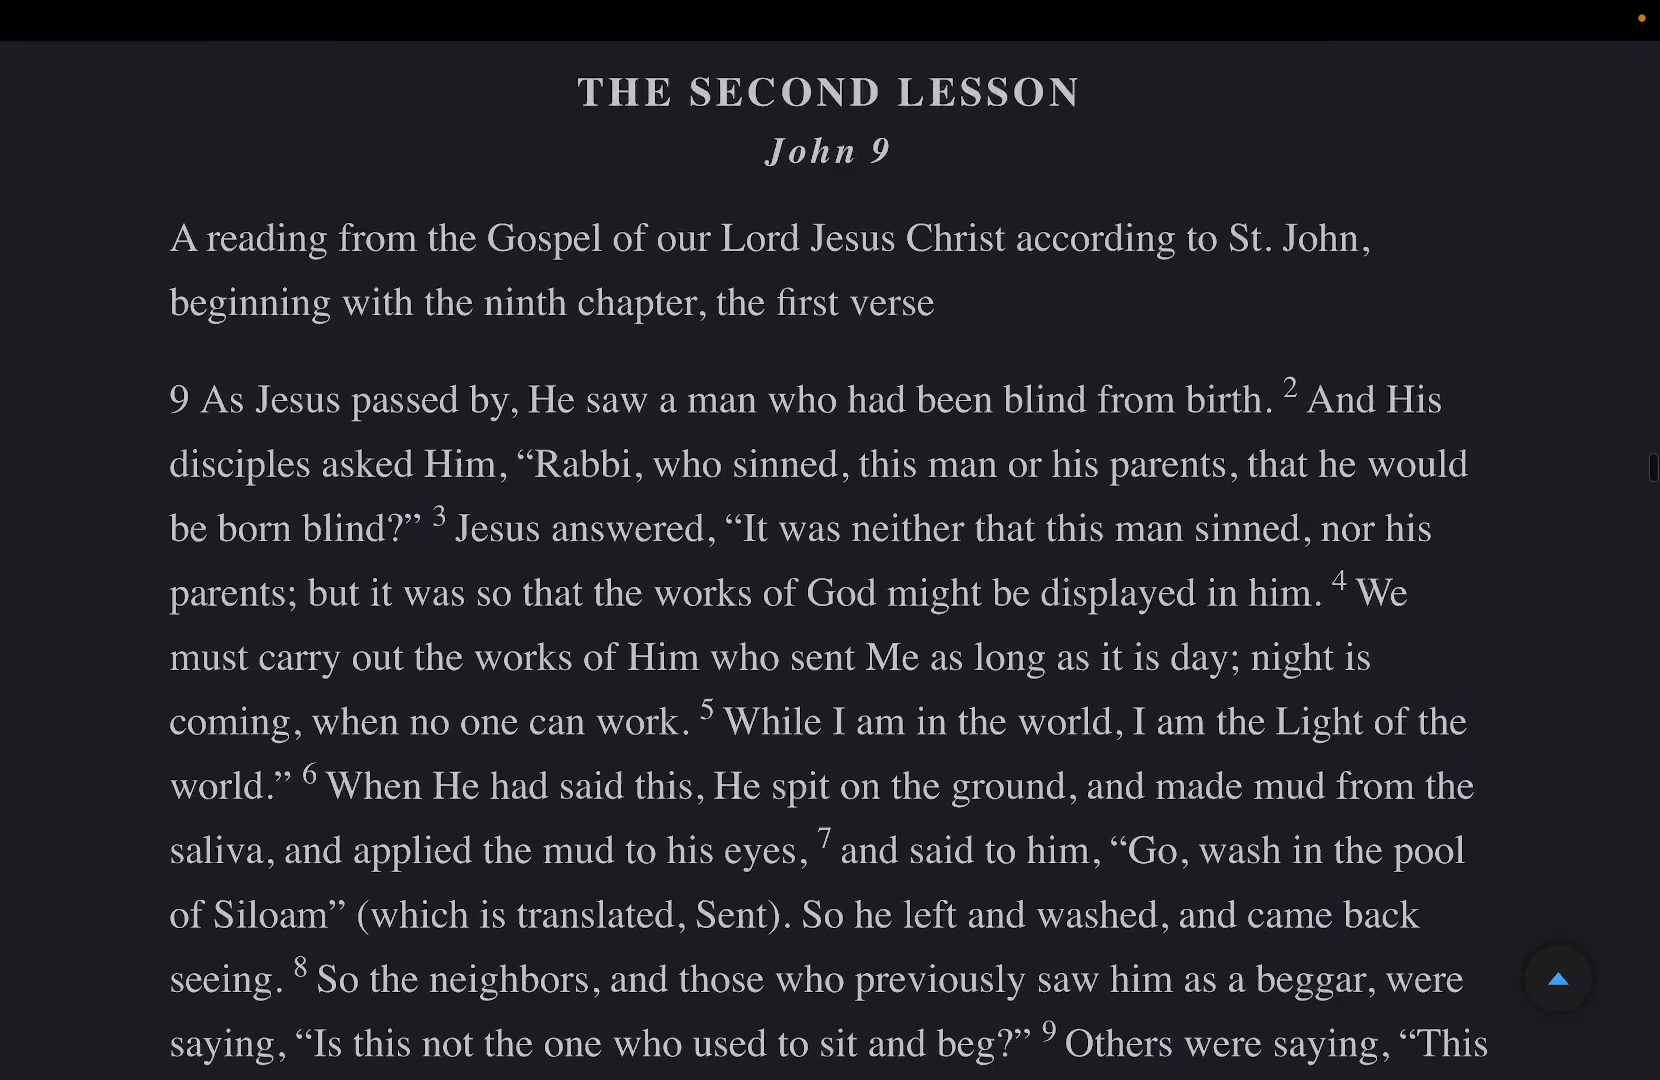 THE SECOND LESSON
John 9
A reading from the Gospel of our Lord Jesus Christ according to St. John,
beginning with the ninth chapter, the first verse
9 As Jesus passed by, He saw a man who had been blind from birth. 2 And His
disciples asked Him, “Rabbi, who sinned, this man or his parents, that he would
be born blind?” 3 Jesus answered, “It was neither that this man sinned, nor his
parents; but it was so that the works of God might be displayed in him. 4 We
must carry out the works of Him who sent Me as long as it is day; night is
coming, when no one can work. 5 While I am in the world, I am the Light of the
world.” 6 When He had said this, He spit on the ground, and made mud from the
saliva, and applied the mud to his eyes, 7 and said to him, “Go, wash in the pool
of Siloam” (which is translated, Sent). So he left and washed, and came back
seeing. 8 So the neighbors, and those who previously saw him as a beggar, were
saying, “Is this not the one who used to sit and beg?” 9 Others were saying, “This